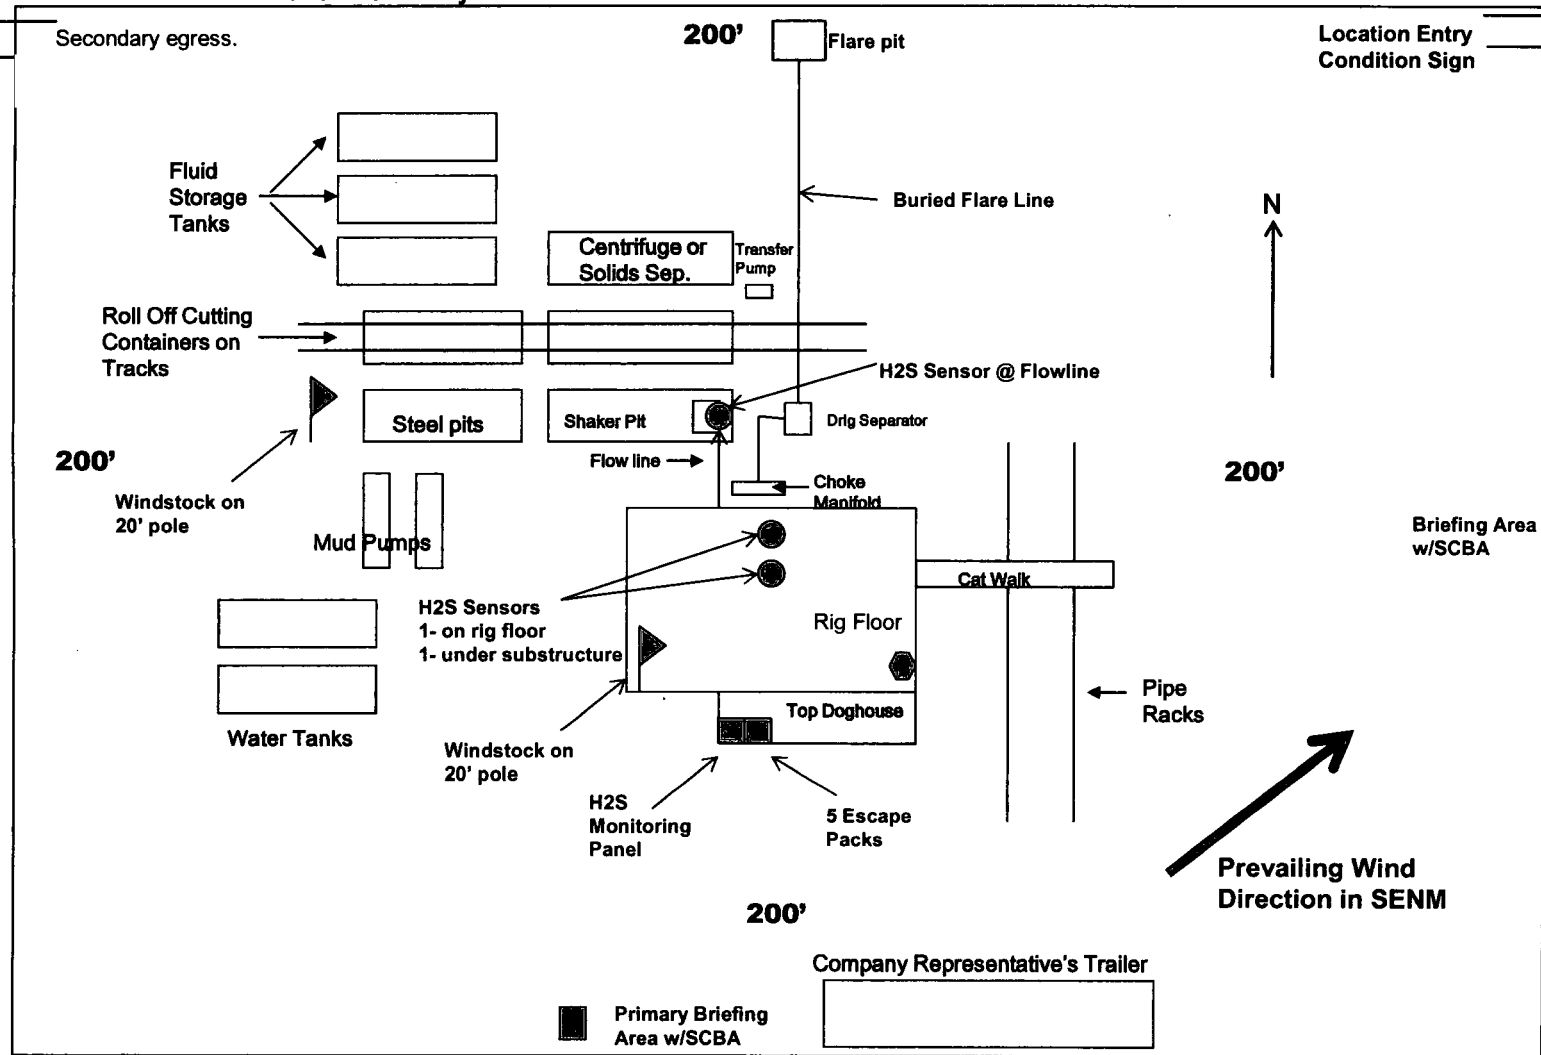 Secondary egress.
200'
Flare pit
Location Entry
Condition Sign
Fluid
Storage
Tanks
Buried Flare Line
N
Centrifuge or
Solids Sep.
Transfer
Pump
Roll Off Cutting
Containers on
Tracks
H2S Sensor @ Flowline
Steel pits
Shaker Pit
Drlg Separator
200'
Flow line
200'
Windstock on
20' pole
Choke
Manifold
Mud Pumps
Briefing Area
w/SCBA
Cat Walk
H2S Sensors
1- on rig floor
1- under substructure
Rig Floor
Pipe
Racks
Top Doghouse
Water Tanks
Windstock on
20' pole
H2S
Monitoring
Panel
5 Escape
Packs
Prevailing Wind
Direction in SENM
200'
Company Representative's Trailer
Primary Briefing
Area w/SCBA